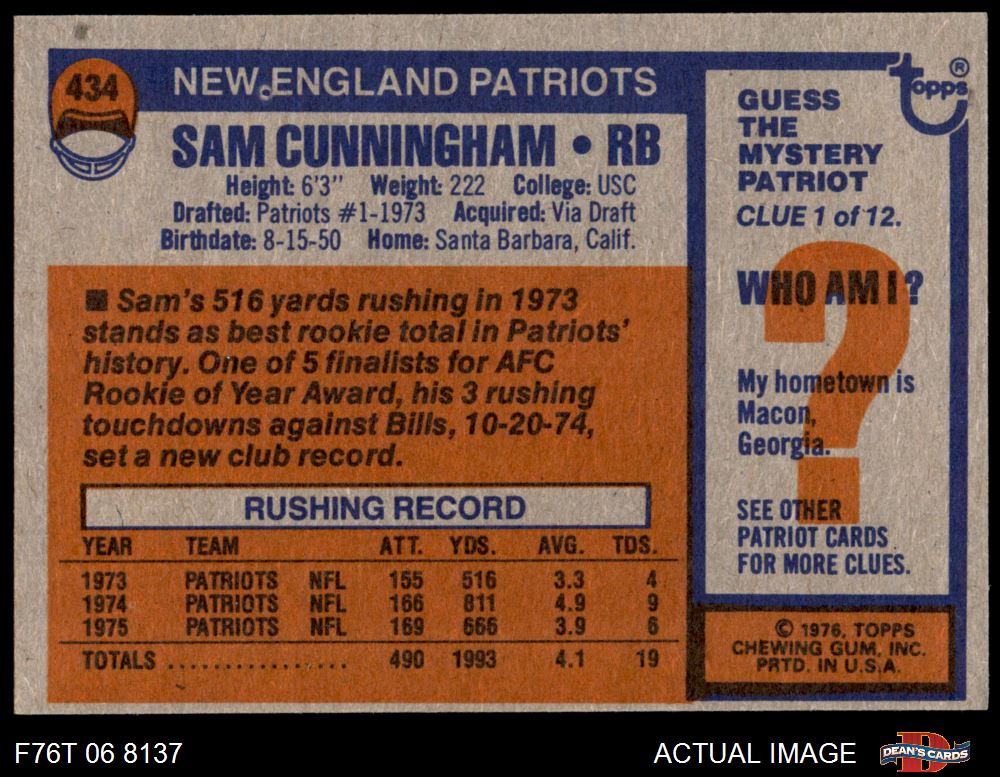 434
NEW ENGLAND PATRIOTS
SAM CUNNINGHAM • RB
Height: 6'3" Weight: 222 College: USC
Drafted: Patriots #1-1973 Acquired: Via Draft
Birthdate: 8-15-50 Home: Santa Barbara, Calif.
■ Sam's 516 yards rushing in 1973
stands as best rookie total in Patriots'
history. One of 5 finalists for AFC
Rookie of Year Award, his 3 rushing
touchdowns against Bills, 10-20-74,
set a new club record.
RUSHING RECORD
YEAR TEAM ATT. YDS. AVG. TDS.
1973 PATRIOTS NFL 155 516 3.3 4
1974 PATRIOTS NFL 166 811 4.9 9
1975 PATRIOTS NFL 169 666 3.9 6
TOTALS ................ 490 1993 4.1 19
topps®
GUESS
THE
MYSTERY
PATRIOT
CLUE 1 of 12.
?
WHO AM I?
My hometown is
Macon,
Georgia.
SEE OTHER
PATRIOT CARDS
FOR MORE CLUES.
© 1976, TOPPS
CHEWING GUM, INC.
PRTD. IN U.S.A.
F76T 06 8137
ACTUAL IMAGE
DEAN'S CARDS